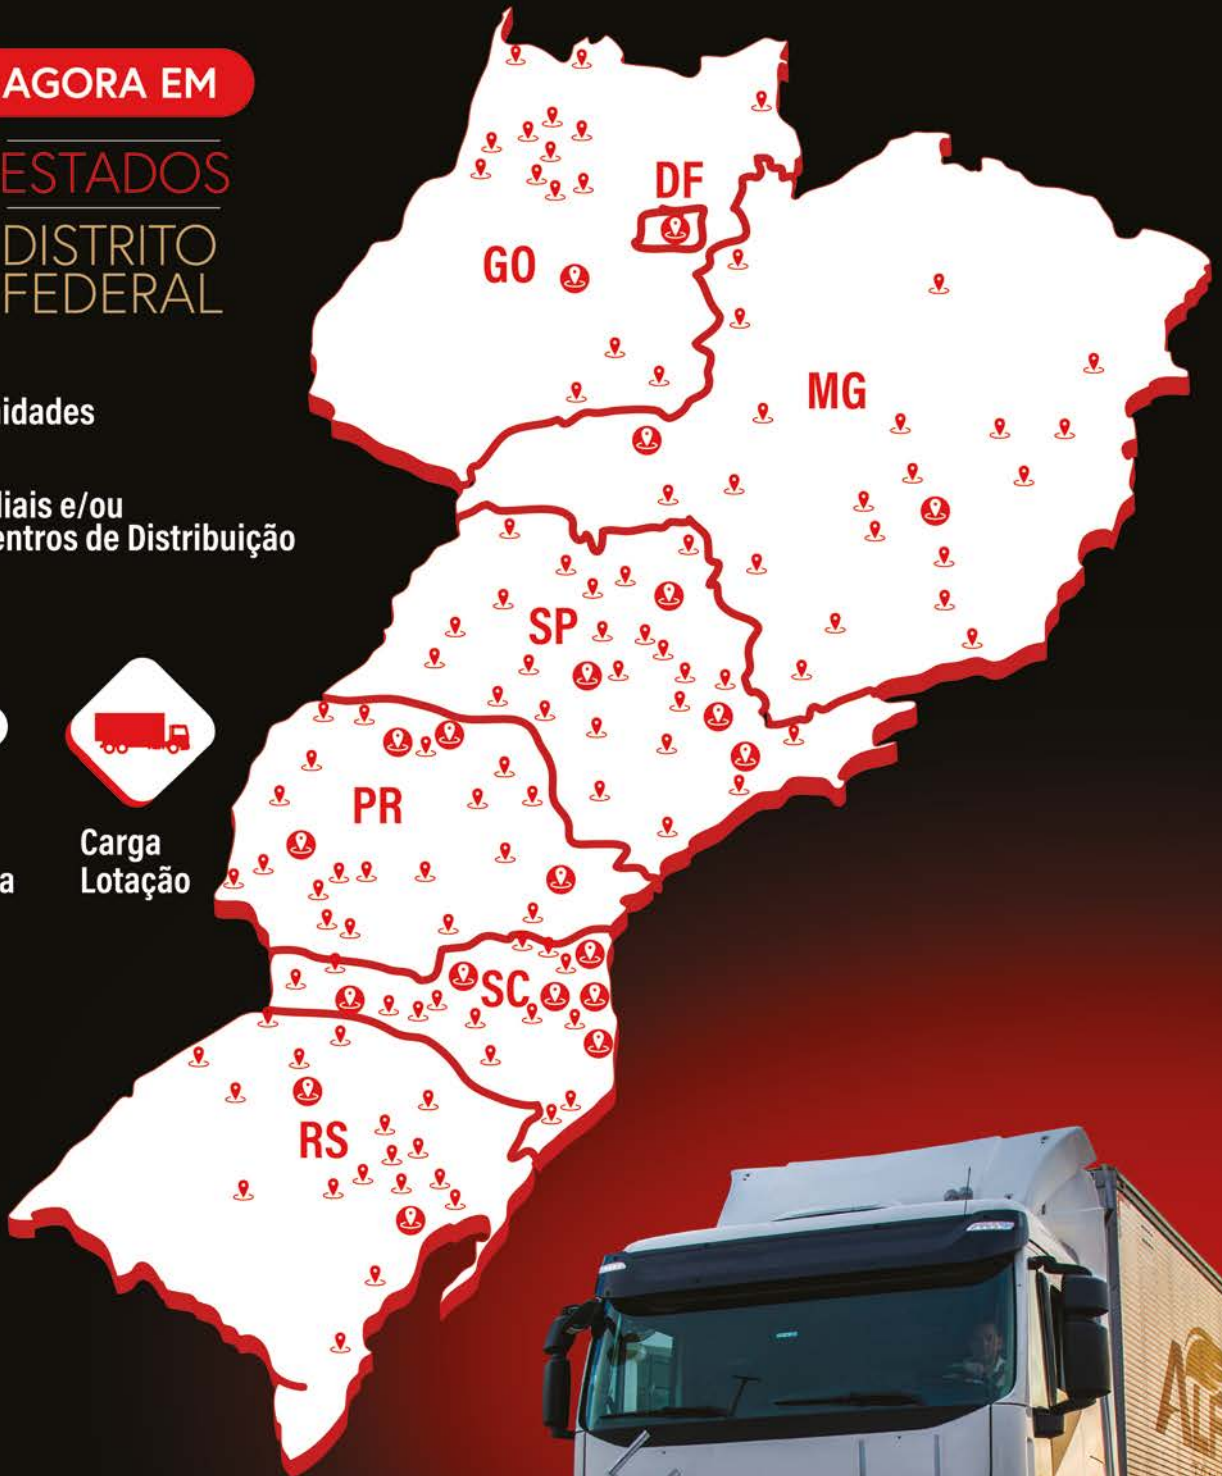 AGORA EM
ESTADOS
DISTRITO
FEDERAL
idades
iais e/ou
entros de Distribuição
a
Carga
Lotação
DF
GO
MG
SP
PR
SC
RS